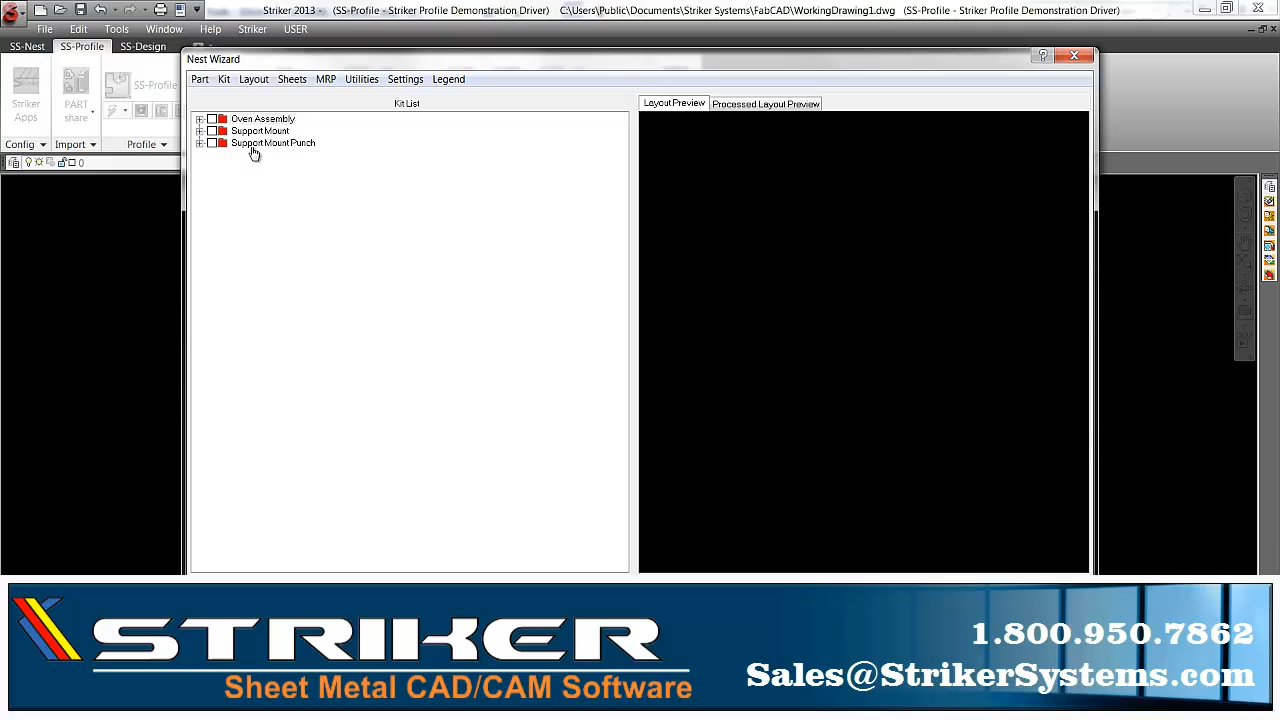 Striker 2013 - (SS-Profile - Striker Profile Demonstration Driver) C:\Users\Public\Documents\Striker Systems\FabCAD\WorkingDrawing1.dwg (SS-Profile - Striker Profile Demonstration Driver)
File Edit Tools Window Help Striker USER
SS-Nest SS-Profile SS-Design
Nest Wizard
Part Kit Layout Sheets MRP Utilities Settings Legend
Striker Apps
PART share
SS-Profile
Config Import Profile
0
Kit List
Layout Preview Processed Layout Preview
Oven Assembly
Support Mount
Support Mount Punch
STRIKER
Sheet Metal CAD/CAM Software
1.800.950.7862
Sales@StrikerSystems.com